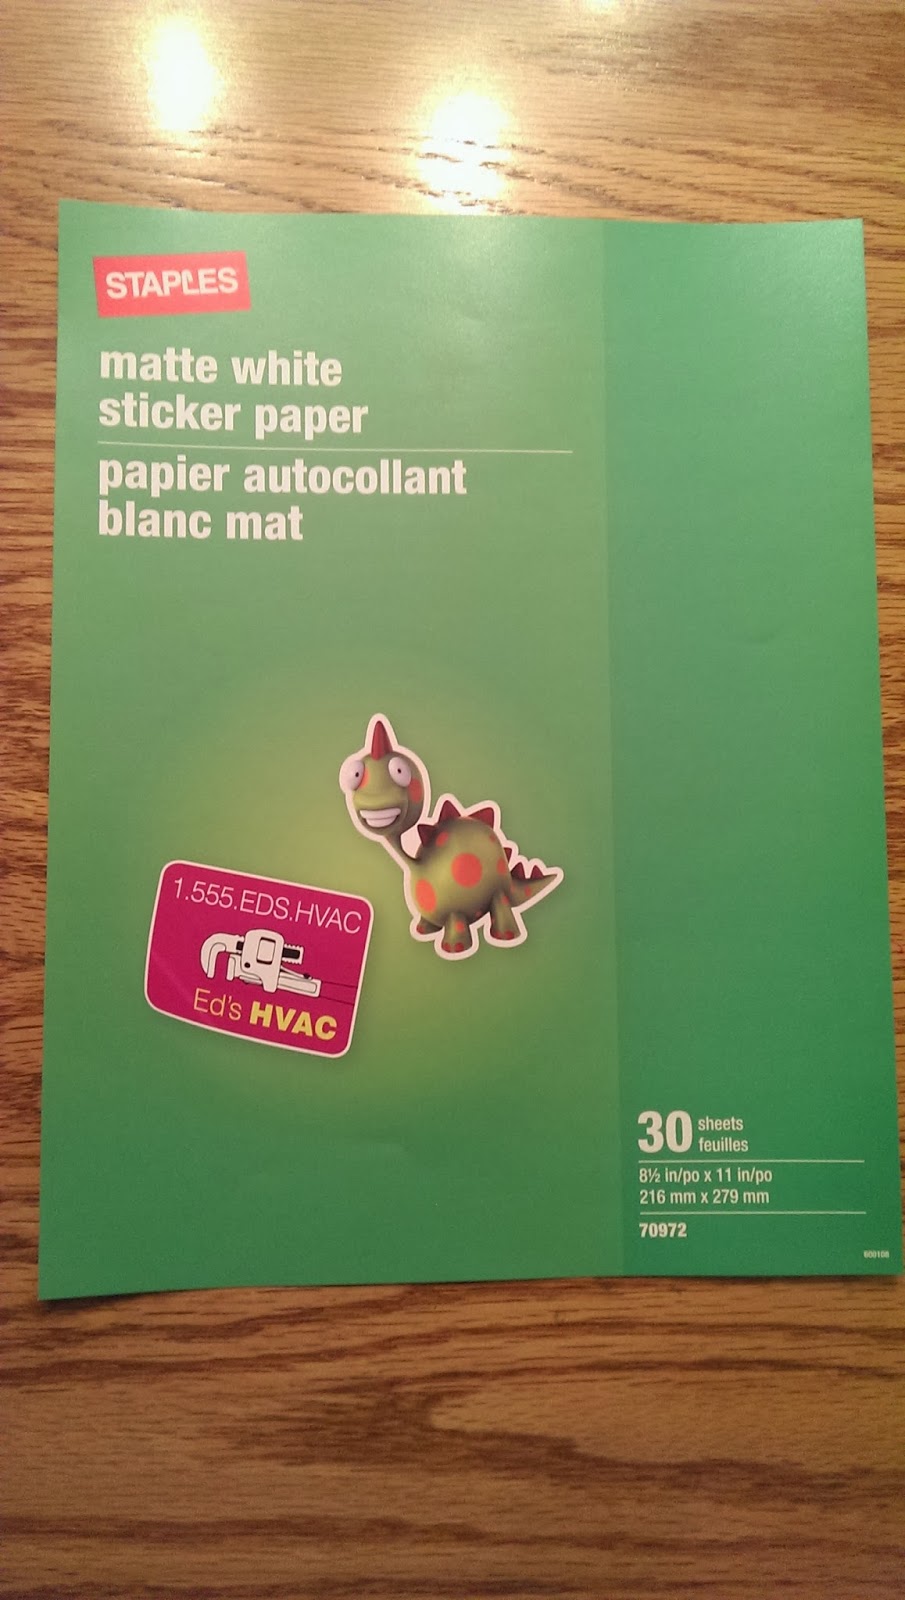 STAPLES
matte white
sticker paper
papier autocollant
blanc mat
1.555.EDS.HVAC
Ed's HVAC
30 sheets
feuilles
8½ in/po x 11 in/po
216 mm x 279 mm
70972